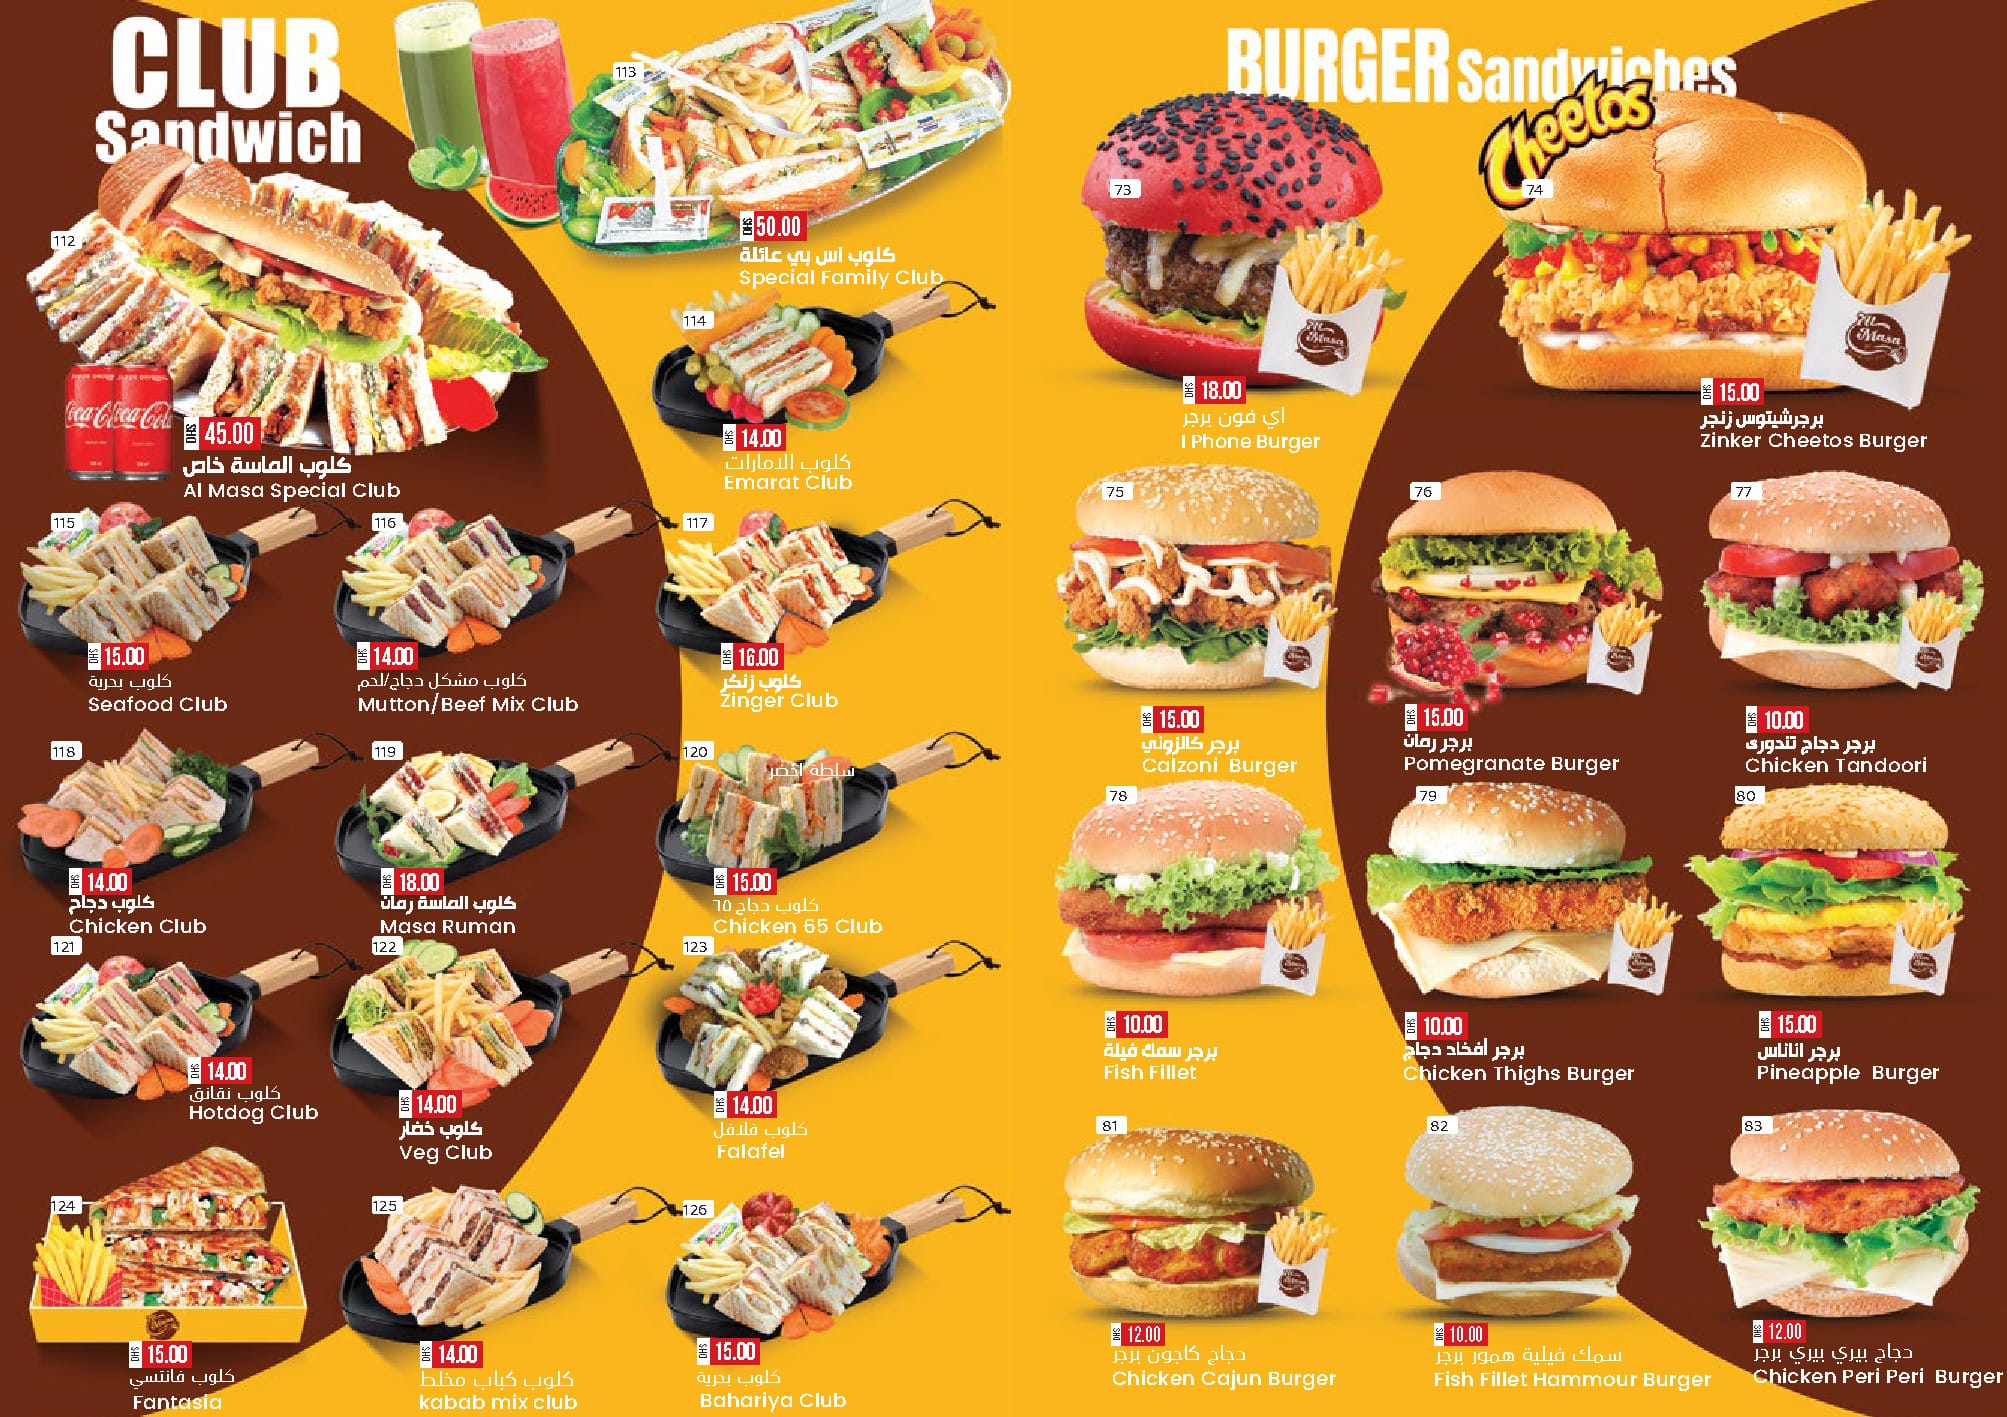 CLUB
Sandwich
112
Coca-Cola
Coca-Cola
DHS 45.00
كلوب الماسة خاص
Al Masa Special Club
113
DHS 50.00
كلوب اس بي عائلة
Special Family Club
114
DHS 14.00
كلوب الامارات
Emarat Club
115
DHS 15.00
كلوب بحرية
Seafood Club
116
DHS 14.00
كلوب مشكل دجاج/لحم
Mutton/Beef Mix Club
117
DHS 16.00
كلوب زنكر
Zinger Club
118
DHS 14.00
كلوب دجاج
Chicken Club
119
DHS 18.00
كلوب الماسة رمان
Masa Ruman
120
سلطة اخضر
DHS 15.00
كلوب دجاج ٦٥
Chicken 65 Club
121
DHS 14.00
كلوب نقانق
Hotdog Club
122
DHS 14.00
كلوب خضار
Veg Club
123
DHS 14.00
كلوب فلافل
Falafel
124
DHS 15.00
كلوب فانتسي
Fantasia
125
DHS 14.00
كلوب كباب مخلط
kabab mix club
126
DHS 15.00
كلوب بحرية
Bahariya Club
BURGER Sandwiches
73
Al Masa
DHS 18.00
اي فون برجر
I Phone Burger
Cheetos
74
Al Masa
DHS 15.00
برجرشيتوس زنجر
Zinker Cheetos Burger
75
DHS 15.00
برجر كالزوني
Calzoni Burger
76
DHS 15.00
برجر رمان
Pomegranate Burger
77
DHS 10.00
برجر دجاج تندورى
Chicken Tandoori
78
DHS 10.00
برجر سمك فيلة
Fish Fillet
79
DHS 10.00
برجر أفخاد دجاج
Chicken Thighs Burger
80
DHS 15.00
برجر اناناس
Pineapple Burger
81
DHS 12.00
دجاج كاجون برجر
Chicken Cajun Burger
82
DHS 10.00
سمك فيلية همور برجر
Fish Fillet Hammour Burger
83
DHS 12.00
دجاج بيري بيري برجر
Chicken Peri Peri Burger